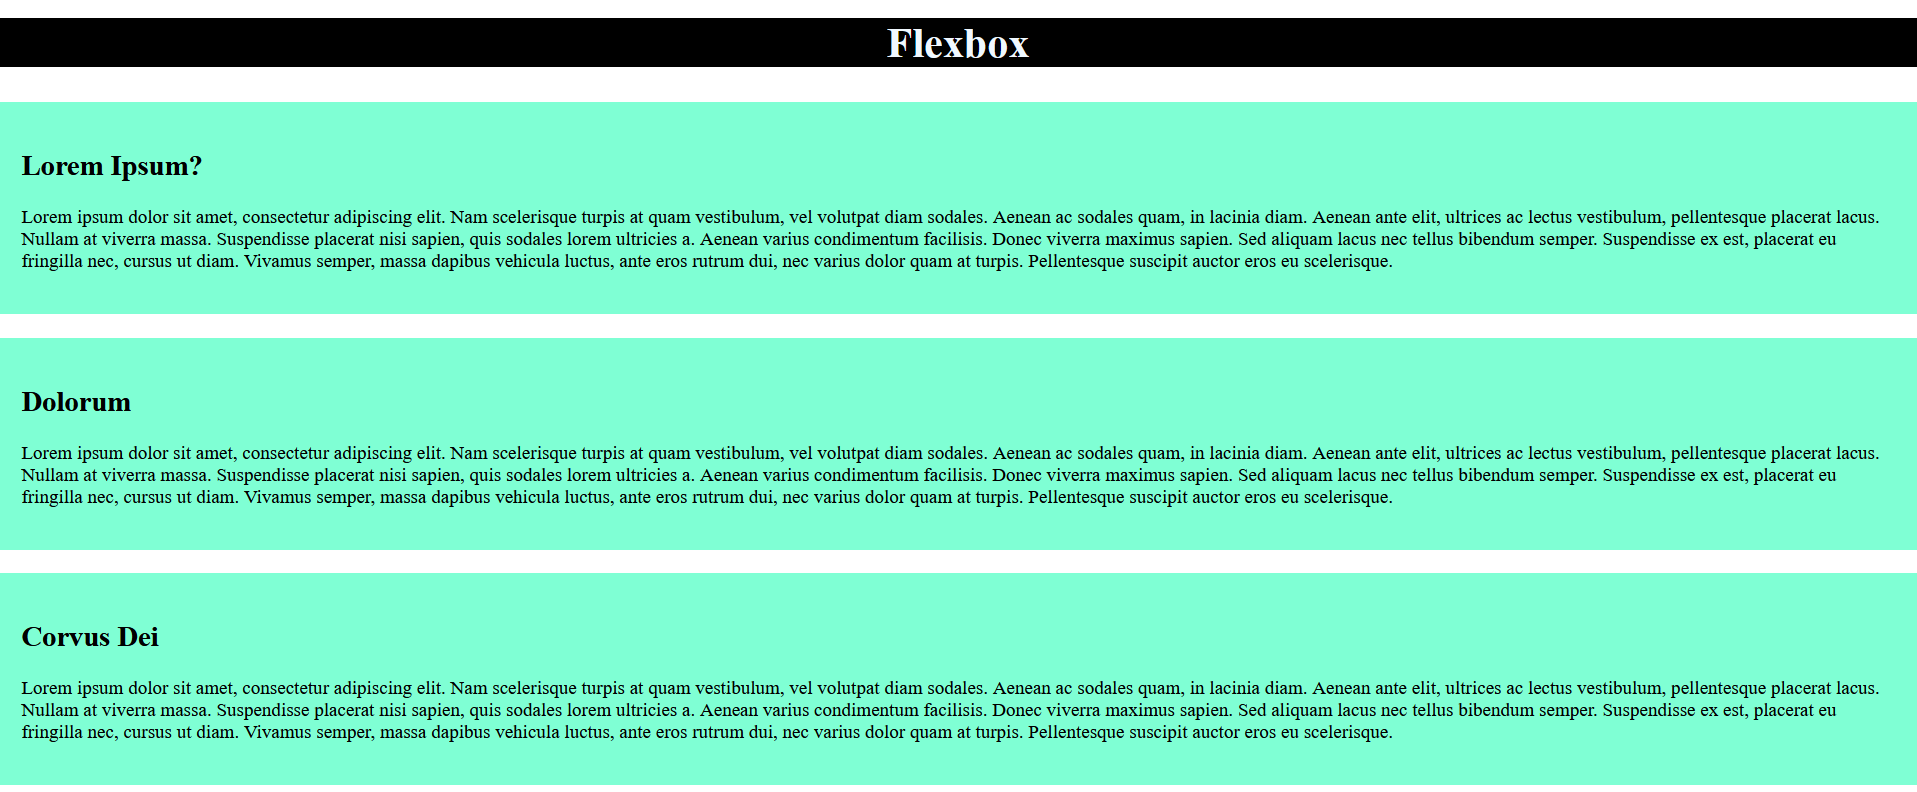 Flexbox
Lorem Ipsum?
Lorem ipsum dolor sit amet, consectetur adipiscing elit. Nam scelerisque turpis at quam vestibulum, vel volutpat diam sodales. Aenean ac sodales quam, in lacinia diam. Aenean ante elit, ultrices ac lectus vestibulum, pellentesque placerat lacus.
Nullam at viverra massa. Suspendisse placerat nisi sapien, quis sodales lorem ultricies a. Aenean varius condimentum facilisis. Donec viverra maximus sapien. Sed aliquam lacus nec tellus bibendum semper. Suspendisse ex est, placerat eu
fringilla nec, cursus ut diam. Vivamus semper, massa dapibus vehicula luctus, ante eros rutrum dui, nec varius dolor quam at turpis. Pellentesque suscipit auctor eros eu scelerisque.
Dolorum
Lorem ipsum dolor sit amet, consectetur adipiscing elit. Nam scelerisque turpis at quam vestibulum, vel volutpat diam sodales. Aenean ac sodales quam, in lacinia diam. Aenean ante elit, ultrices ac lectus vestibulum, pellentesque placerat lacus.
Nullam at viverra massa. Suspendisse placerat nisi sapien, quis sodales lorem ultricies a. Aenean varius condimentum facilisis. Donec viverra maximus sapien. Sed aliquam lacus nec tellus bibendum semper. Suspendisse ex est, placerat eu
fringilla nec, cursus ut diam. Vivamus semper, massa dapibus vehicula luctus, ante eros rutrum dui, nec varius dolor quam at turpis. Pellentesque suscipit auctor eros eu scelerisque.
Corvus Dei
Lorem ipsum dolor sit amet, consectetur adipiscing elit. Nam scelerisque turpis at quam vestibulum, vel volutpat diam sodales. Aenean ac sodales quam, in lacinia diam. Aenean ante elit, ultrices ac lectus vestibulum, pellentesque placerat lacus.
Nullam at viverra massa. Suspendisse placerat nisi sapien, quis sodales lorem ultricies a. Aenean varius condimentum facilisis. Donec viverra maximus sapien. Sed aliquam lacus nec tellus bibendum semper. Suspendisse ex est, placerat eu
fringilla nec, cursus ut diam. Vivamus semper, massa dapibus vehicula luctus, ante eros rutrum dui, nec varius dolor quam at turpis. Pellentesque suscipit auctor eros eu scelerisque.